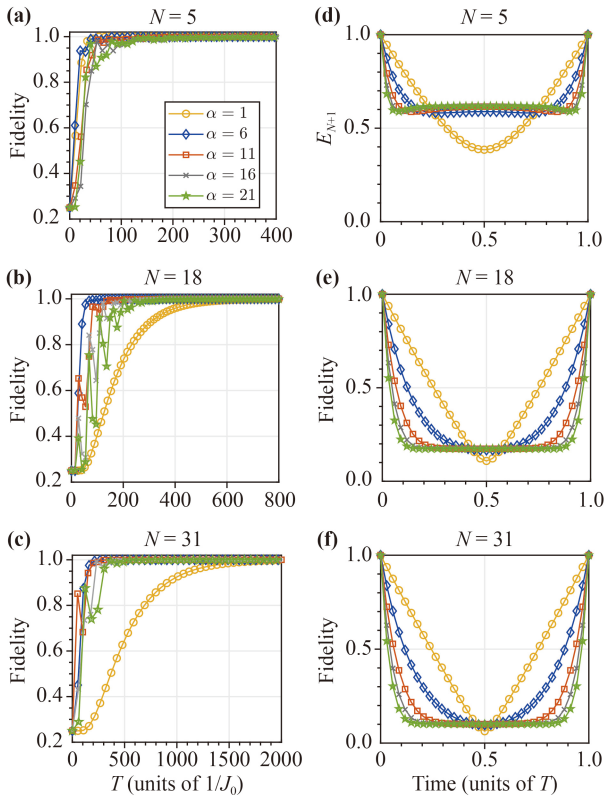 (a)
N = 5
1.0
0.8
0.6
0.4
0.2
Fidelity
α = 1
α = 6
α = 11
α = 16
α = 21
0
100
200
300
400
(d)
N = 5
1.0
0.5
0.0
E_{N+1}
0
0.5
1.0
(b)
N = 18
1.0
0.8
0.6
0.4
0.2
Fidelity
0
200
400
600
800
(e)
N = 18
1.0
0.5
0.0
Fidelity
0
0.5
1.0
(c)
N = 31
1.0
0.8
0.6
0.4
0.2
Fidelity
0
500
1000
1500
2000
T (units of 1/J₀)
(f)
N = 31
1.0
0.5
0.0
Fidelity
0
0.5
1.0
Time (units of T)